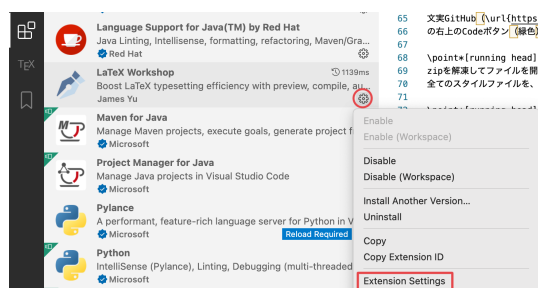 Language Support for Java(TM) by Red Hat
Java Linting, Intellisense, formatting, refactoring, Maven/Gra...
Red Hat
LaTeX Workshop
1139ms
Boost LaTeX typesetting efficiency with preview, compile, au...
James Yu
Maven for Java
Manage Maven projects, execute goals, generate project f
Microsoft
Project Manager for Java
Manage Java projects in Visual Studio Code
Microsoft
Pylance
A performant, feature-rich language server for Python in V
Microsoft
Reload Required
Python
IntelliSense (Pylance), Linting, Debugging (multi-threaded
Microsoft
TEX
65 文実GitHub (\url{https
66 の右上のCodeボタン (緑色)
67
68 \point*[running head]
69 zipを解凍してファイルを開
70 全てのスタイルファイルを、
71
Enable
Enable (Workspace)
Disable
Disable (Workspace)
Install Another Version...
Uninstall
Copy
Copy Extension ID
Extension Settings